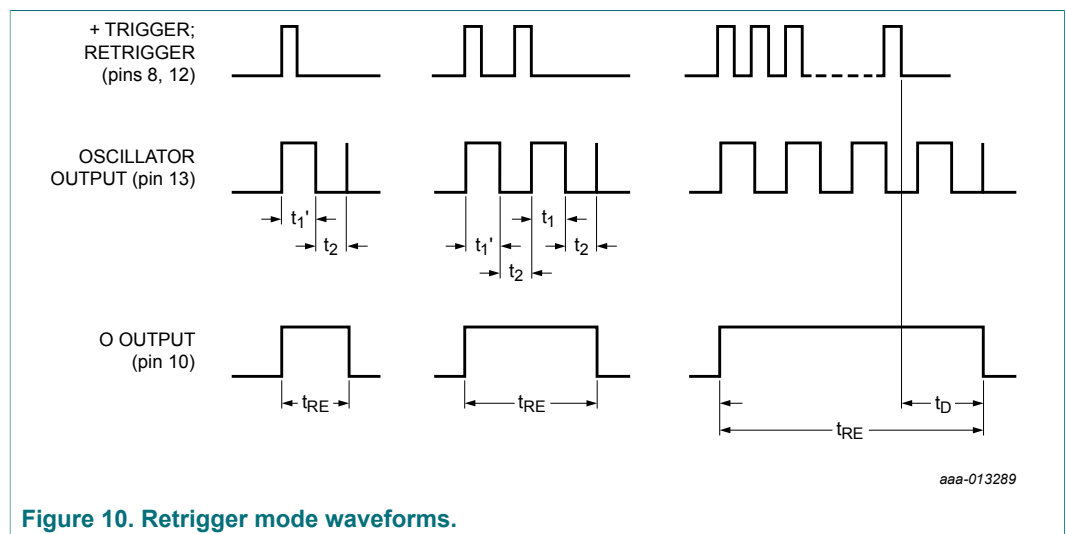 + TRIGGER;
RETRIGGER
(pins 8, 12)
OSCILLATOR
OUTPUT (pin 13)
t1'
t2
t1'
t2
t1
t2
O OUTPUT
(pin 10)
tRE
tRE
tD
tRE
aaa-013289
Figure 10. Retrigger mode waveforms.